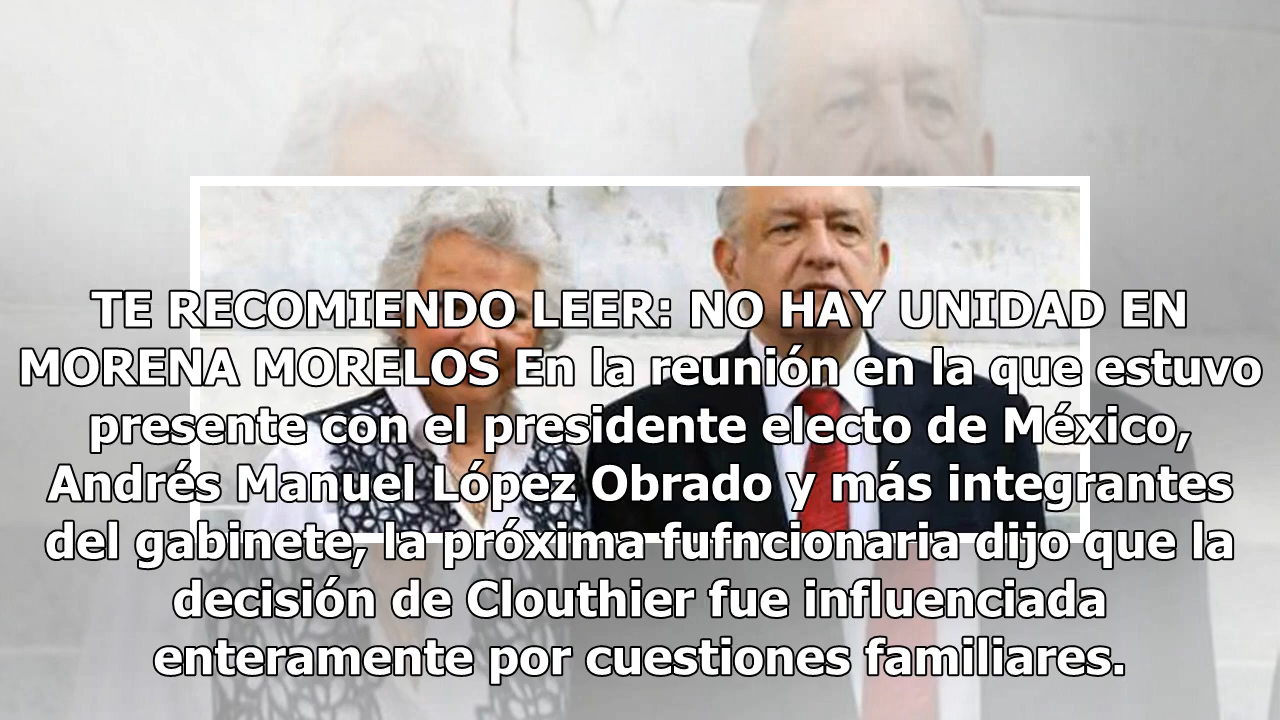 TE RECOMIENDO LEER: NO HAY UNIDAD EN
MORENA MORELOS En la reunión en la que estuvo
presente con el presidente electo de México,
Andrés Manuel López Obrado y más integrantes
del gabinete, la próxima fufncionaria dijo que la
decisión de Clouthier fue influenciada
enteramente por cuestiones familiares.